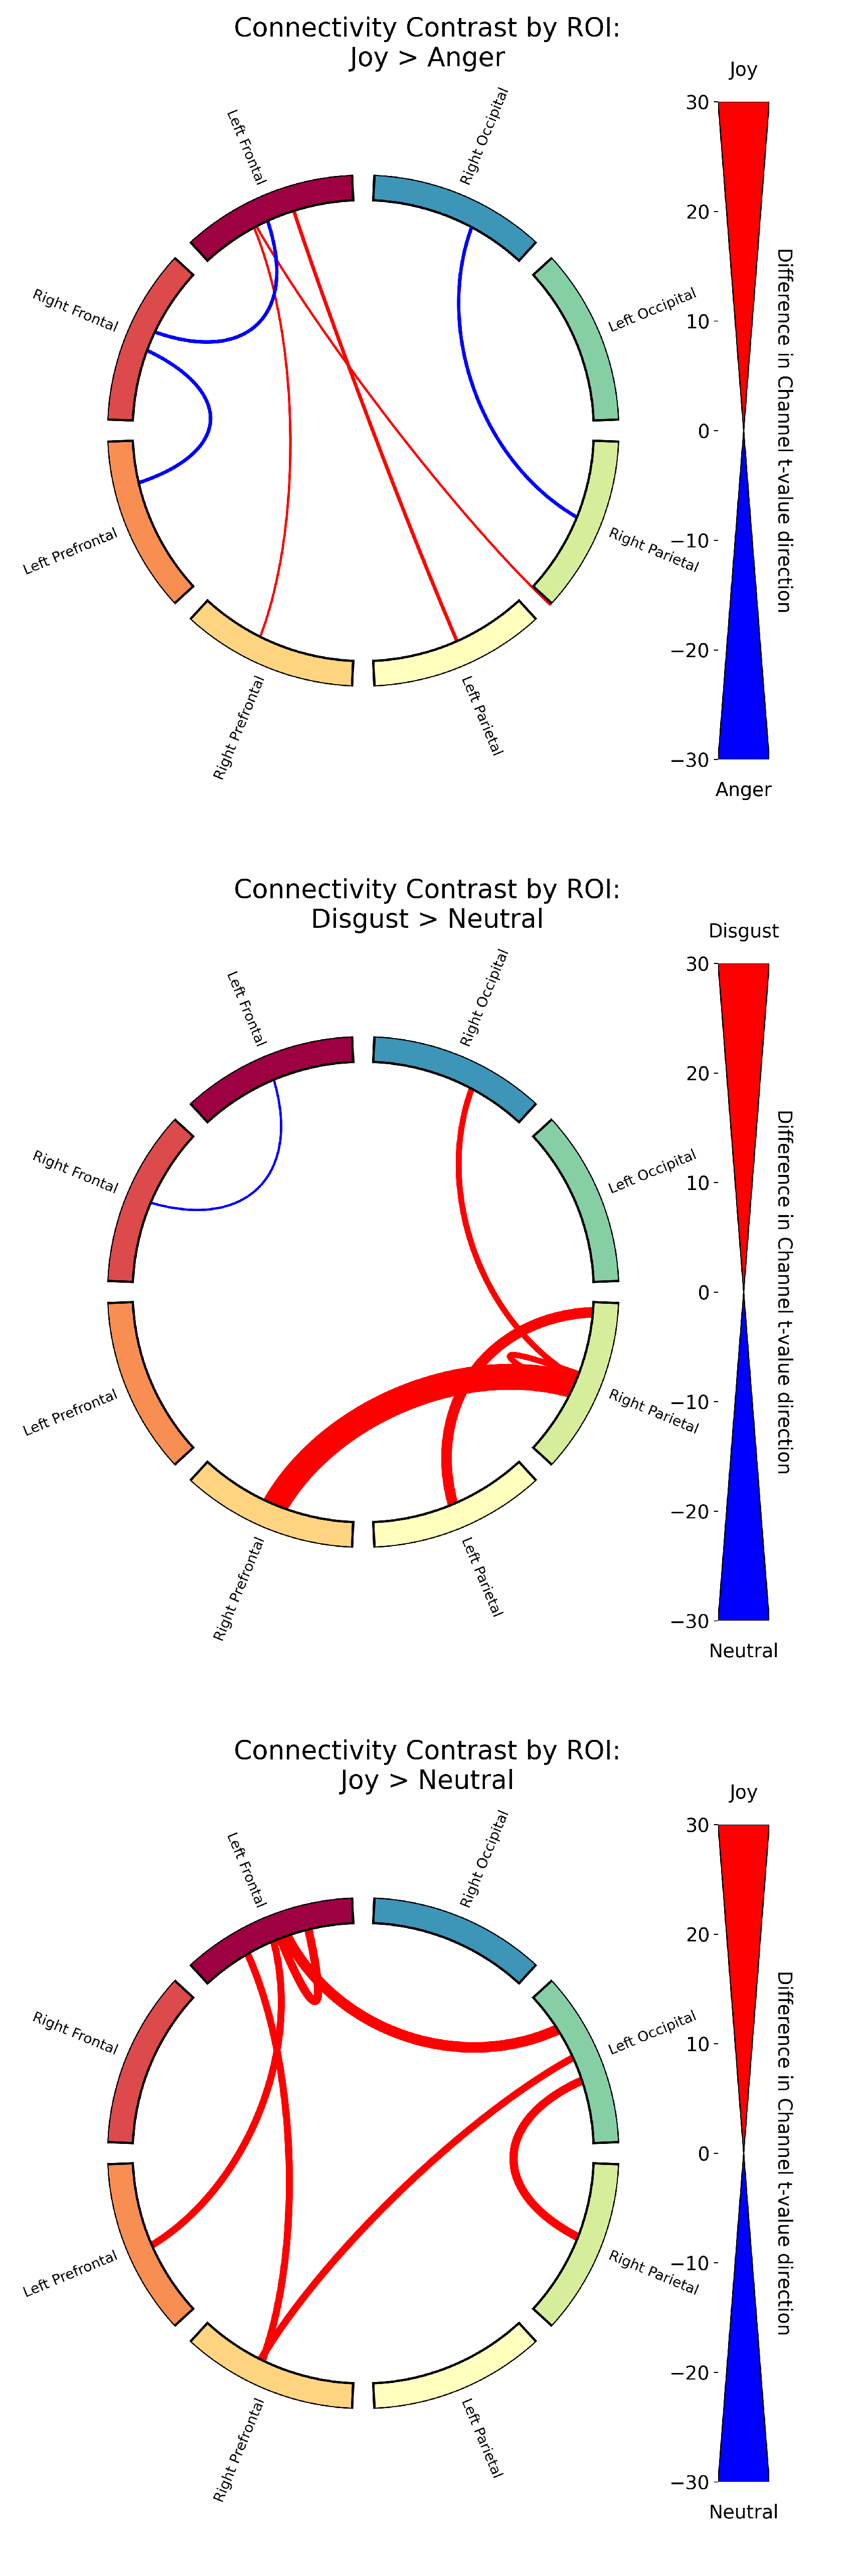 Connectivity Contrast by ROI:
Joy > Anger
Joy
Left Frontal
Right Occipital
Right Frontal
Left Occipital
Left Prefrontal
Right Parietal
Right Prefrontal
Left Parietal
30
20
10
0
−10
−20
−30
Difference in Channel t-value direction
Anger
Connectivity Contrast by ROI:
Disgust > Neutral
Disgust
Left Frontal
Right Occipital
Right Frontal
Left Occipital
Left Prefrontal
Right Parietal
Right Prefrontal
Left Parietal
30
20
10
0
−10
−20
−30
Difference in Channel t-value direction
Neutral
Connectivity Contrast by ROI:
Joy > Neutral
Joy
Left Frontal
Right Occipital
Right Frontal
Left Occipital
Left Prefrontal
Right Parietal
Right Prefrontal
Left Parietal
30
20
10
0
−10
−20
−30
Difference in Channel t-value direction
Neutral